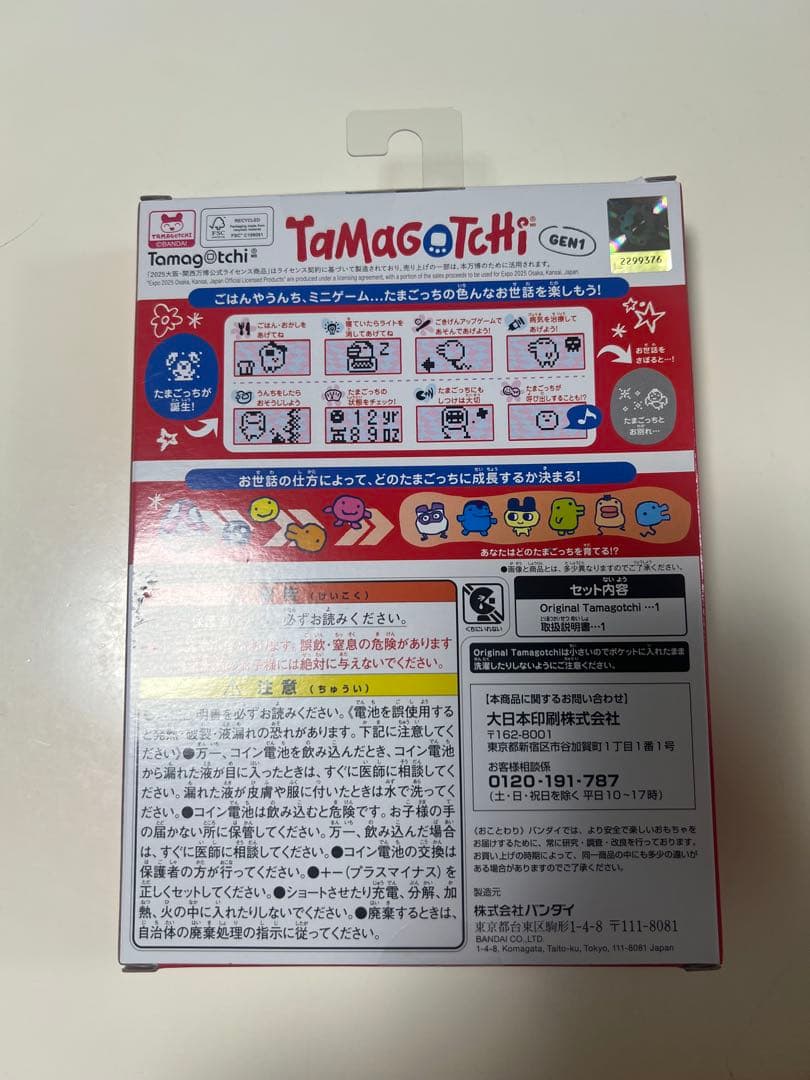 TAMAGOTCHI
©BANDAI
FSC
RECYCLED
Packaging made from recycled material
FSC® C168051
Tamagotchi
TaMaGOTCHi
GEN1
2299376
「2025大阪・関西万博公式ライセンス商品」はライセンス契約に基づいて製造されており、売り上げの一部は、本万博のために活用されます。
"Expo 2025 Osaka, Kansai, Japan Official Licensed Products" are produced under a licensing agreement, with a portion of the sales proceeds to be used for Expo 2025 Osaka, Kansai, Japan.
ごはんやうんち、ミニゲーム…たまごっちの色んなお世話を楽しもう!
ごはん・おかしを
あげてね
寝ていたらライトを
消してあげてね
ごきげんアップゲームで
あそんであげよう!
病気を治療して
あげよう!
たまごっちが
誕生!
うんちをしたら
おそうじしよう
たまごっちの
状態をチェック!
12yr
89oz
たまごっちにも
しつけは大切
たまごっちが
呼び出しすることも!?
お世話を
さぼると…!
たまごっちと
お別れ…
お世話の仕方によって、どのたまごっちに成長するか決まる!
あなたはどのたまごっちを育てる!?
●画像と商品とは、多少異なりますのでご了承ください。
(けいこく)
必ずお読みください。
ます。誤飲・窒息の危険があります
には絶対に与えないでください。
注意(ちゅうい)
明書を必ずお読みください。《電池を誤使用する
と発熱・破裂・液漏れの恐れがあります。下記に注意してく
ださい》●万一、コイン電池を飲み込んだとき、コイン電池
から漏れた液が目に入ったときは、すぐに医師に相談してく
ださい。漏れた液が皮膚や服に付いたときは水で洗ってくだ
さい。●コイン電池は飲み込むと危険です。お子様の手
の届かない所に保管してください。万一、飲み込んだ場合
は、すぐに医師に相談してください。●コイン電池の交換は
保護者の方が行ってください。●+−(プラスマイナス)を
正しくセットしてください。●ショートさせたり充電、分解、加
熱、火の中に入れたりしないでください。●廃棄するときは、
自治体の廃棄処理の指示に従ってください。
くちにいれない
セット内容
Original Tamagotchi …1
取扱説明書…1
Original Tamagotchiは小さいのでポケットに入れたまま
洗濯したりしないようにご注意ください。
【本商品に関するお問い合わせ】
大日本印刷株式会社
〒162-8001
東京都新宿区市谷加賀町1丁目1番1号
お客様相談係
0120-191-787
(土・日・祝日を除く 平日10~17時)
《おことわり》バンダイでは、より安全で楽しいおもちゃを
お届けするために、常に研究・調査・改良を行っております。
お買い上げの時期によって、同一商品の中にも多少の違いが
ある場合がありますのでご了承ください。
製造元
株式会社バンダイ
東京都台東区駒形1-4-8 〒111-8081
BANDAI CO.,LTD.
1-4-8, Komagata, Taito-ku, Tokyo, 111-8081 Japan